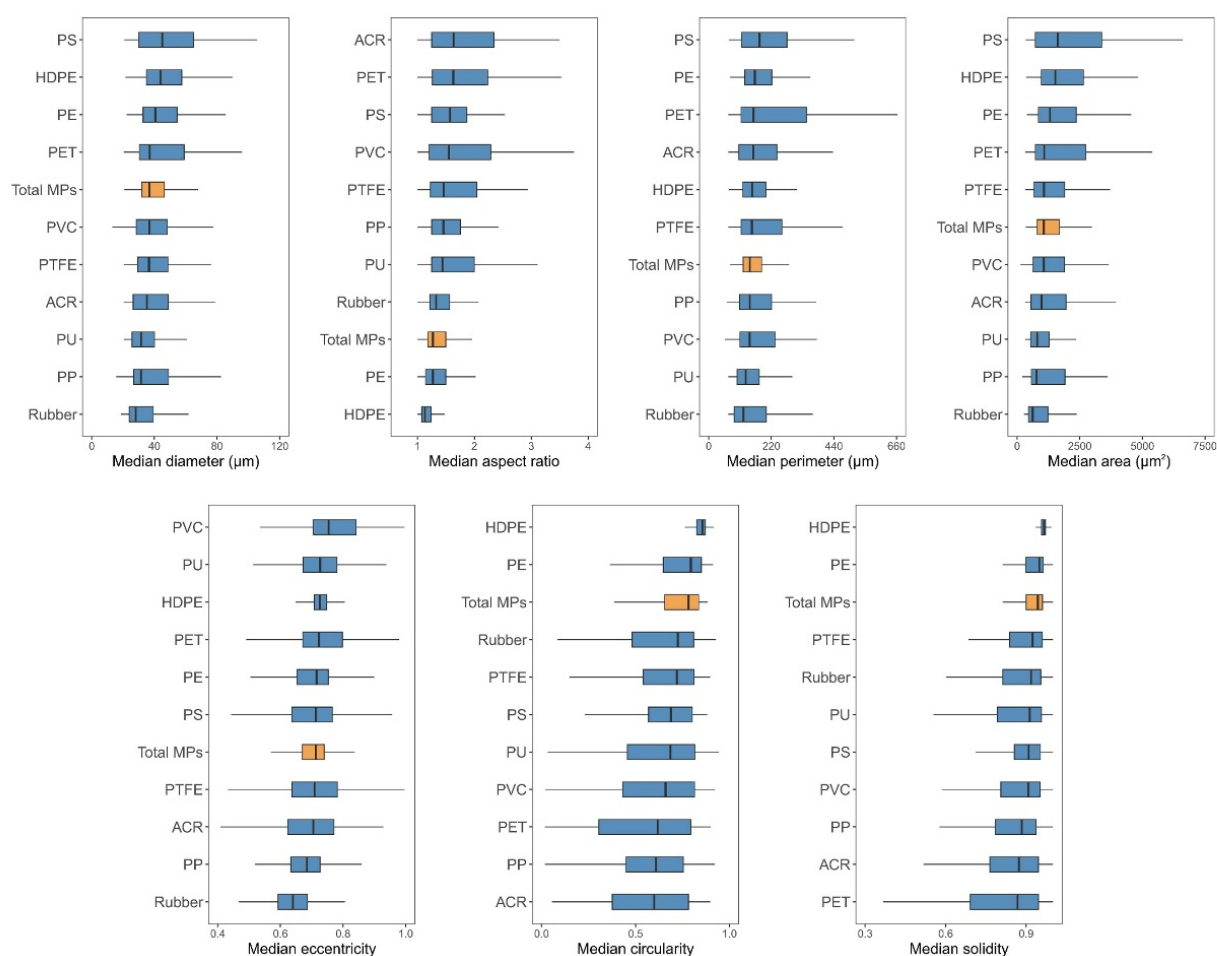 PS
HDPE
PE
PET
Total MPs
PVC
PTFE
ACR
PU
PP
Rubber
0 40 80 120
Median diameter (µm)
ACR
PET
PS
PVC
PTFE
PP
PU
Rubber
Total MPs
PE
HDPE
1 2 3 4
Median aspect ratio
PS
PE
PET
ACR
HDPE
PTFE
Total MPs
PP
PVC
PU
Rubber
0 220 440 660
Median perimeter (µm)
PS
HDPE
PE
PET
PTFE
Total MPs
PVC
ACR
PU
PP
Rubber
0 2500 5000 7500
Median area (µm²)
PVC
PU
HDPE
PET
PE
PS
Total MPs
PTFE
ACR
PP
Rubber
0.4 0.6 0.8 1.0
Median eccentricity
HDPE
PE
Total MPs
Rubber
PTFE
PS
PU
PVC
PET
PP
ACR
0.0 0.5 1.0
Median circularity
HDPE
PE
Total MPs
PTFE
Rubber
PU
PS
PVC
PP
ACR
PET
0.3 0.6 0.9
Median solidity